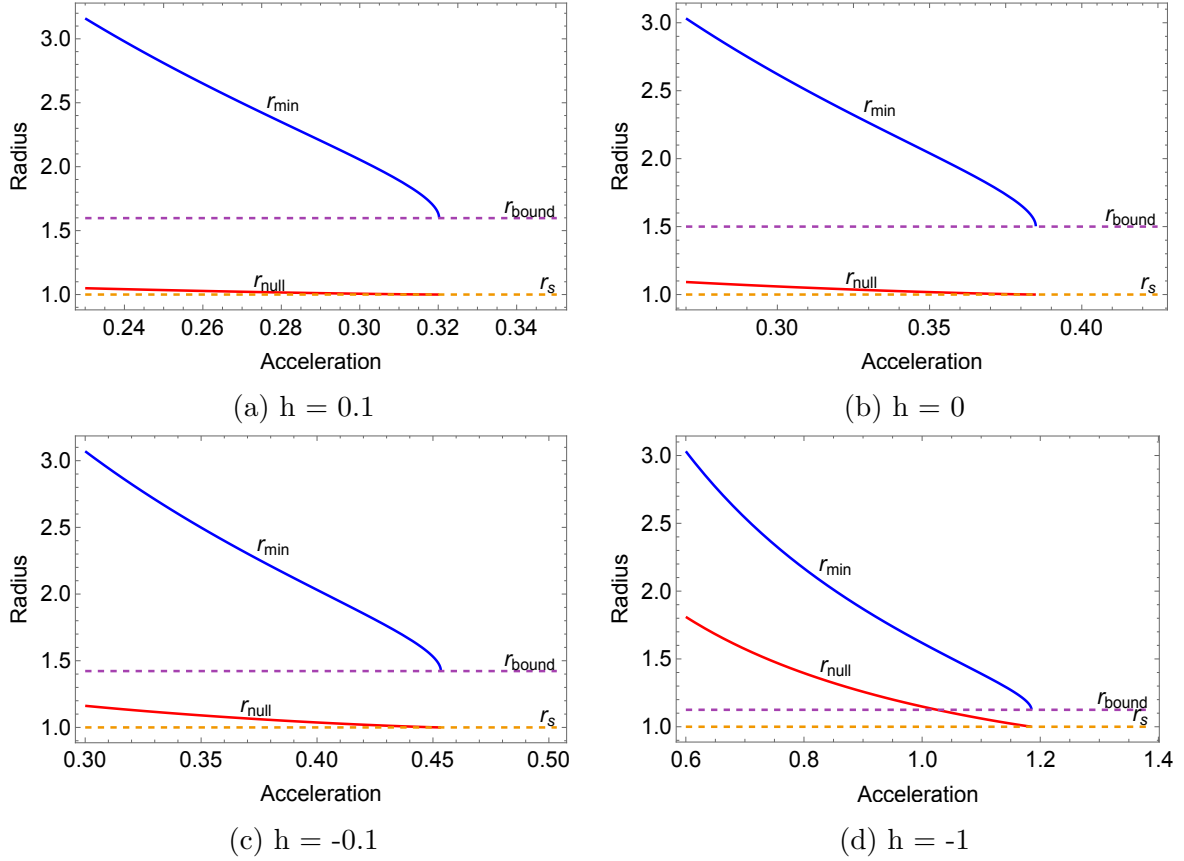 3.0
2.5
2.0
1.5
1.0
Radius
r_min
r_bound
r_null
r_s
0.24 0.26 0.28 0.30 0.32 0.34
Acceleration
(a) h = 0.1
3.0
2.5
2.0
1.5
1.0
Radius
r_min
r_bound
r_null
r_s
0.30 0.35 0.40
Acceleration
(b) h = 0
3.0
2.5
2.0
1.5
1.0
Radius
r_min
r_bound
r_null
r_s
0.30 0.35 0.40 0.45 0.50
Acceleration
(c) h = -0.1
3.0
2.5
2.0
1.5
1.0
Radius
r_min
r_null
r_bound
r_s
0.6 0.8 1.0 1.2 1.4
Acceleration
(d) h = -1